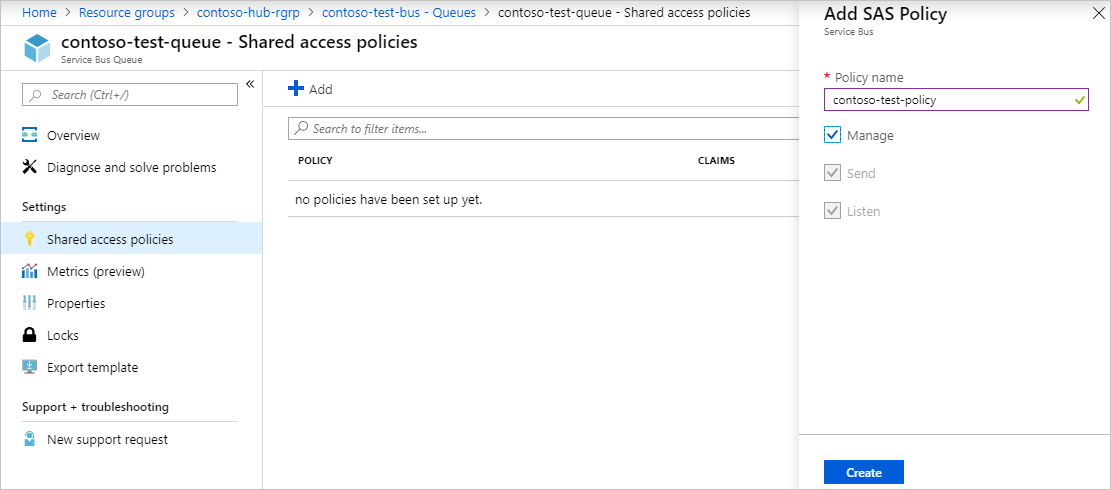 Home > Resource groups > contoso-hub-rgrp > contoso-test-bus - Queues > contoso-test-queue - Shared access policies
contoso-test-queue - Shared access policies
Service Bus Queue
Search (Ctrl+/)
Overview
Diagnose and solve problems
Settings
Shared access policies
Metrics (preview)
Properties
Locks
Export template
Support + troubleshooting
New support request
Add
Search to filter items...
POLICY CLAIMS
no policies have been set up yet.
Add SAS Policy
Service Bus
* Policy name
contoso-test-policy
Manage
Send
Listen
Create